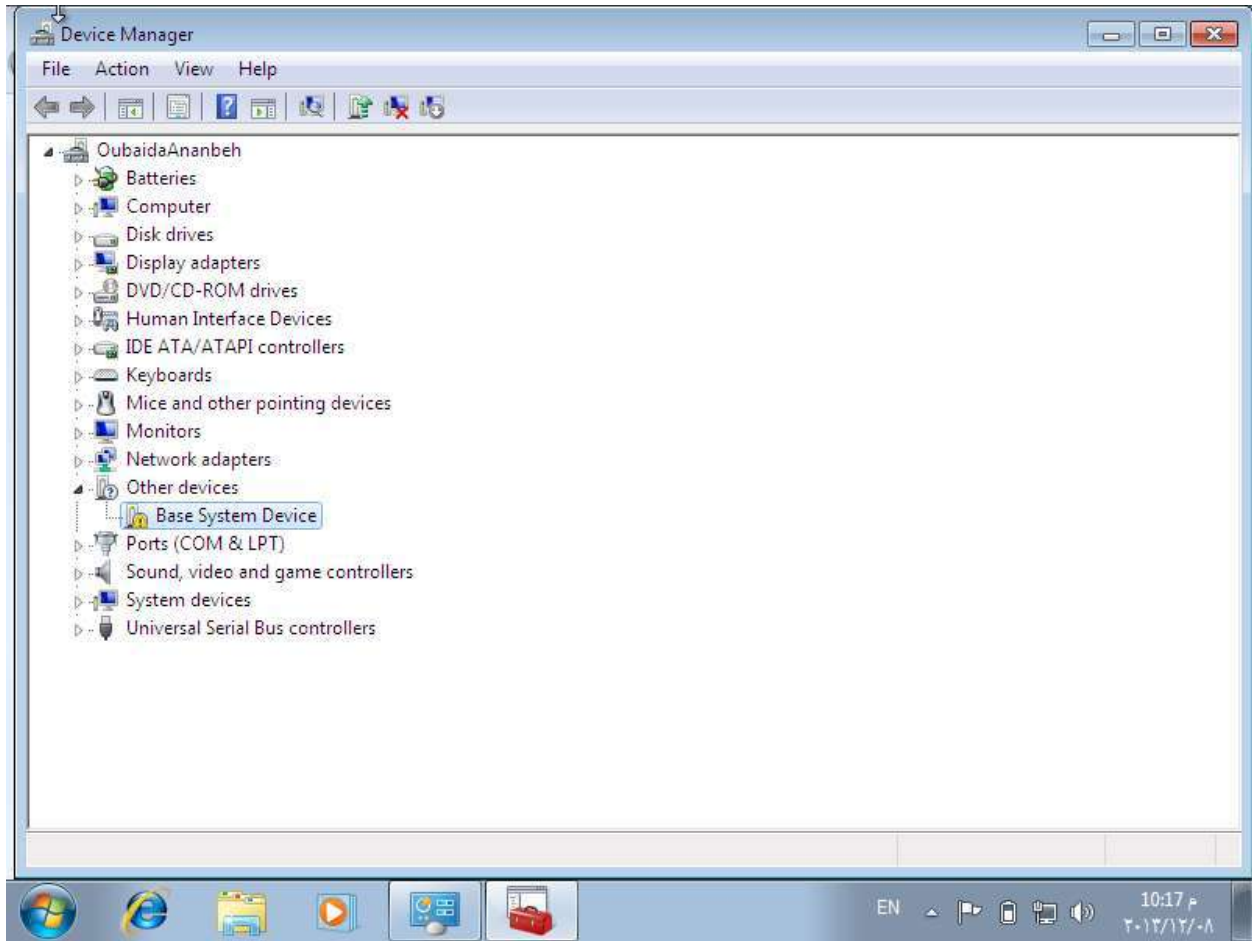 Device Manager
File Action View Help
OubaidaAnanbeh
Batteries
Computer
Disk drives
Display adapters
DVD/CD-ROM drives
Human Interface Devices
IDE ATA/ATAPI controllers
Keyboards
Mice and other pointing devices
Monitors
Network adapters
Other devices
Base System Device
Ports (COM & LPT)
Sound, video and game controllers
System devices
Universal Serial Bus controllers
EN
10:17 م
٢٠١٣/١٢/٠٨